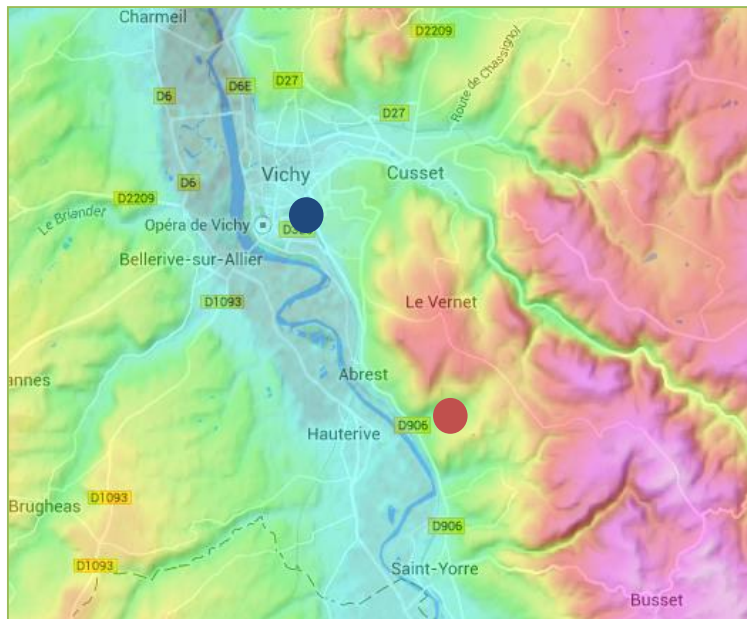 Charmeil
D2209
D27
D6E
D6
Route de Chassignol
D27
Vichy
Cusset
D6
D2209
Le Briander
Opéra de Vichy
Bellerive-sur-Allier
D1093
Le Vernet
annes
Abrest
D906
Hauterive
D1093
Brugheas
D906
D1093
Saint-Yorre
Busset